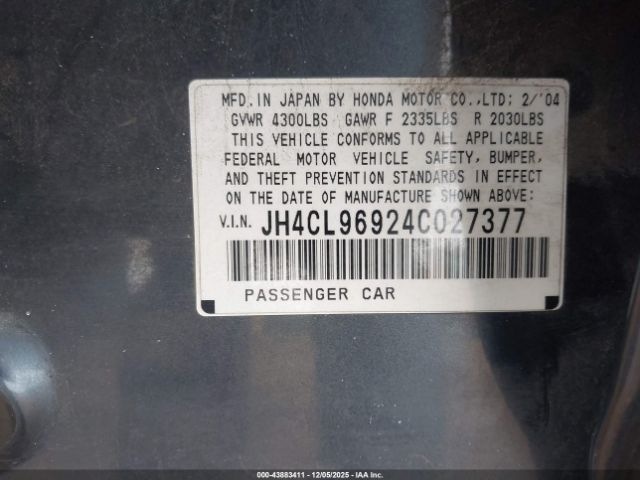 MFD. IN JAPAN BY HONDA MOTOR CO.,LTD; 2/'04
GVWR 4300LBS GAWR F 2335LBS R 2030LBS
THIS VEHICLE CONFORMS TO ALL APPLICABLE
FEDERAL MOTOR VEHICLE SAFETY, BUMPER,
AND THEFT PREVENTION STANDARDS IN EFFECT
ON THE DATE OF MANUFACTURE SHOWN ABOVE:
V.I.N. JH4CL96924C027377
PASSENGER CAR
000-43883411 - 12/05/2025 - IAA Inc.